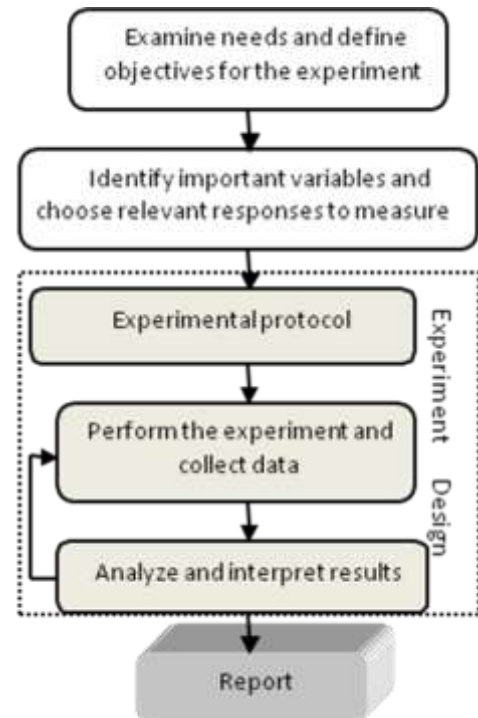 Examine needs and define
objectives for the experiment
Identify important variables and
choose relevant responses to measure
Experimental protocol
Perform the experiment and
collect data
Analyze and interpret results
Experiment Design
Report